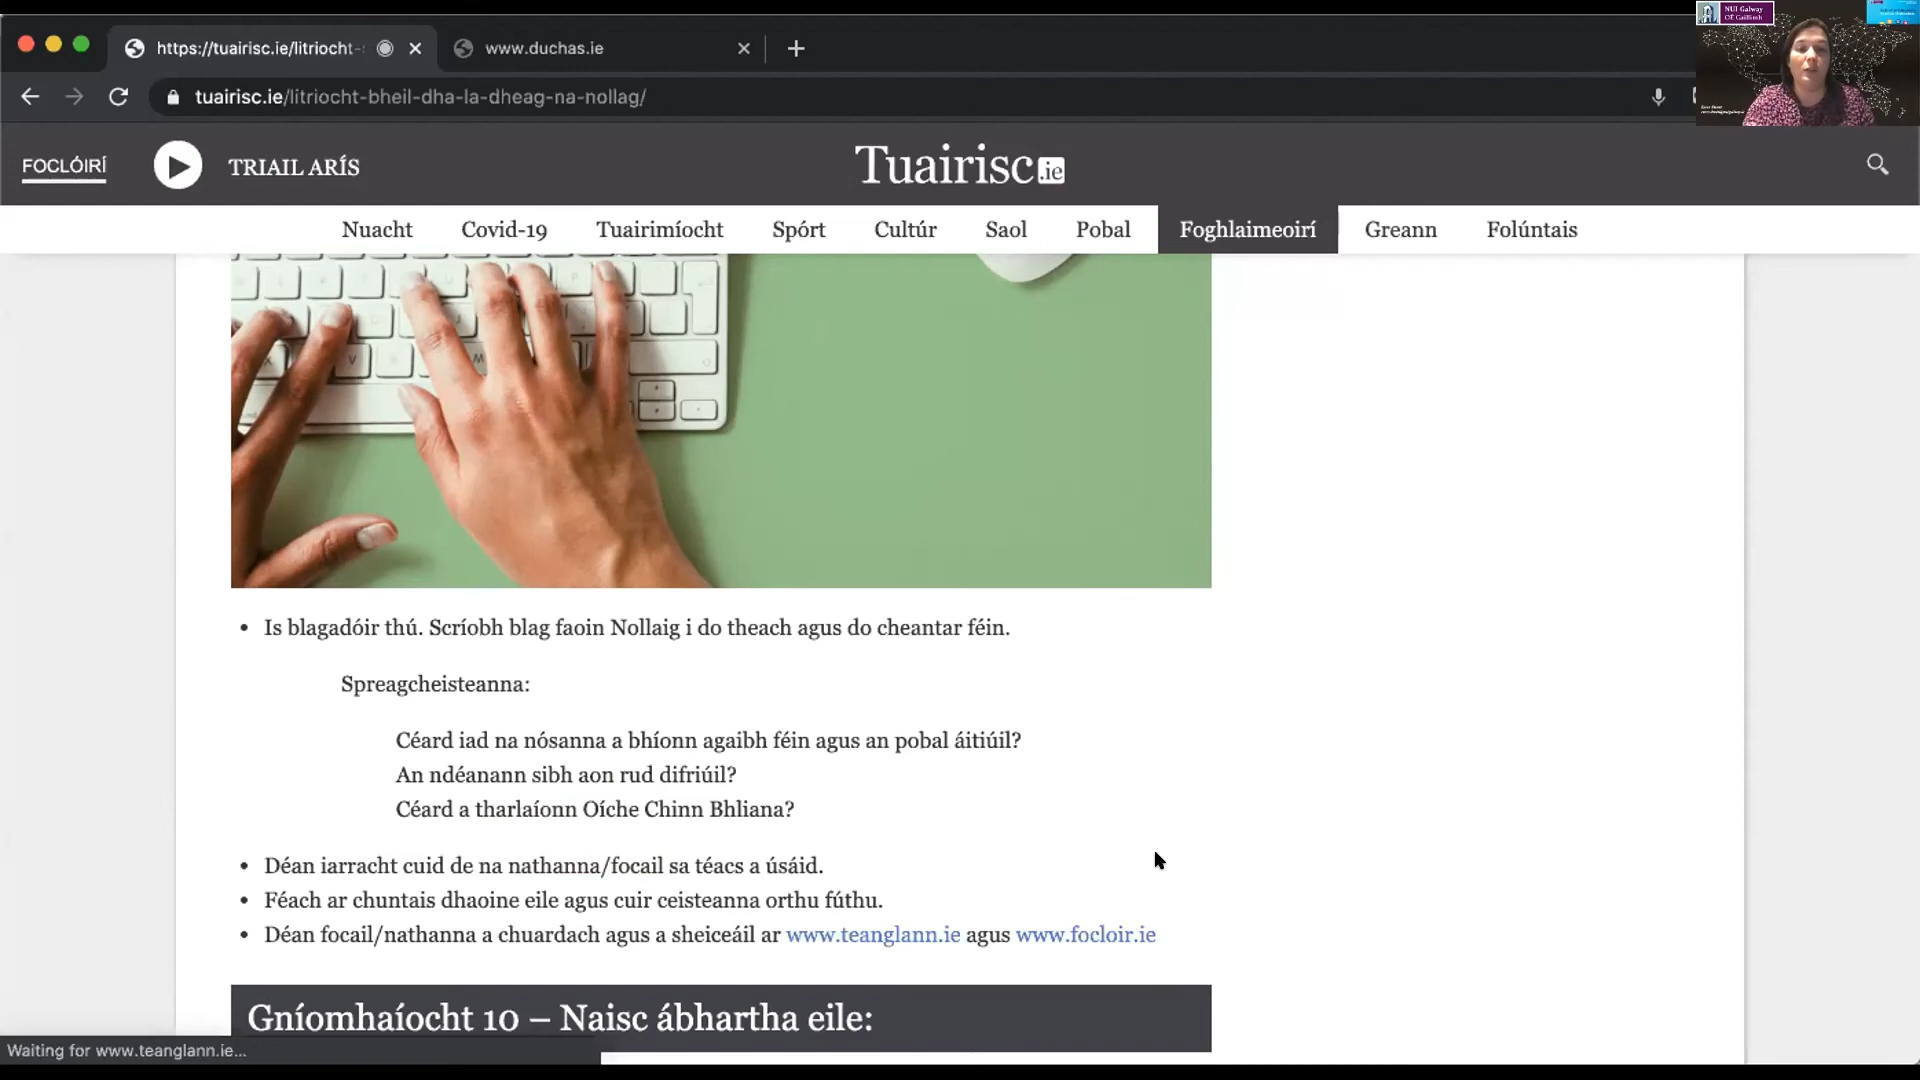 https://tuairisc.ie/litriocht-
www.duchas.ie
tuairisc.ie/litriocht-bheil-dha-la-dheag-na-nollag/
NUI Galway
OÉ Gaillimh
FOCLÓIRÍ
TRIAIL ARÍS
Tuairisc.ie
Nuacht
Covid-19
Tuairimíocht
Spórt
Cultúr
Saol
Pobal
Foghlaimeoirí
Greann
Folúntais
• Is blagadóir thú. Scríobh blag faoin Nollaig i do theach agus do cheantar féin.
Spreagcheisteanna:
Céard iad na nósanna a bhíonn agaibh féin agus an pobal áitiúil?
An ndéanann sibh aon rud difriúil?
Céard a tharlaíonn Oíche Chinn Bhliana?
• Déan iarracht cuid de na nathanna/focail sa téacs a úsáid.
• Féach ar chuntais dhaoine eile agus cuir ceisteanna orthu fúthu.
• Déan focail/nathanna a chuardach agus a sheiceáil ar www.teanglann.ie agus www.focloir.ie
Gníomhaíocht 10 – Naisc ábhartha eile:
Waiting for www.teanglann.ie...